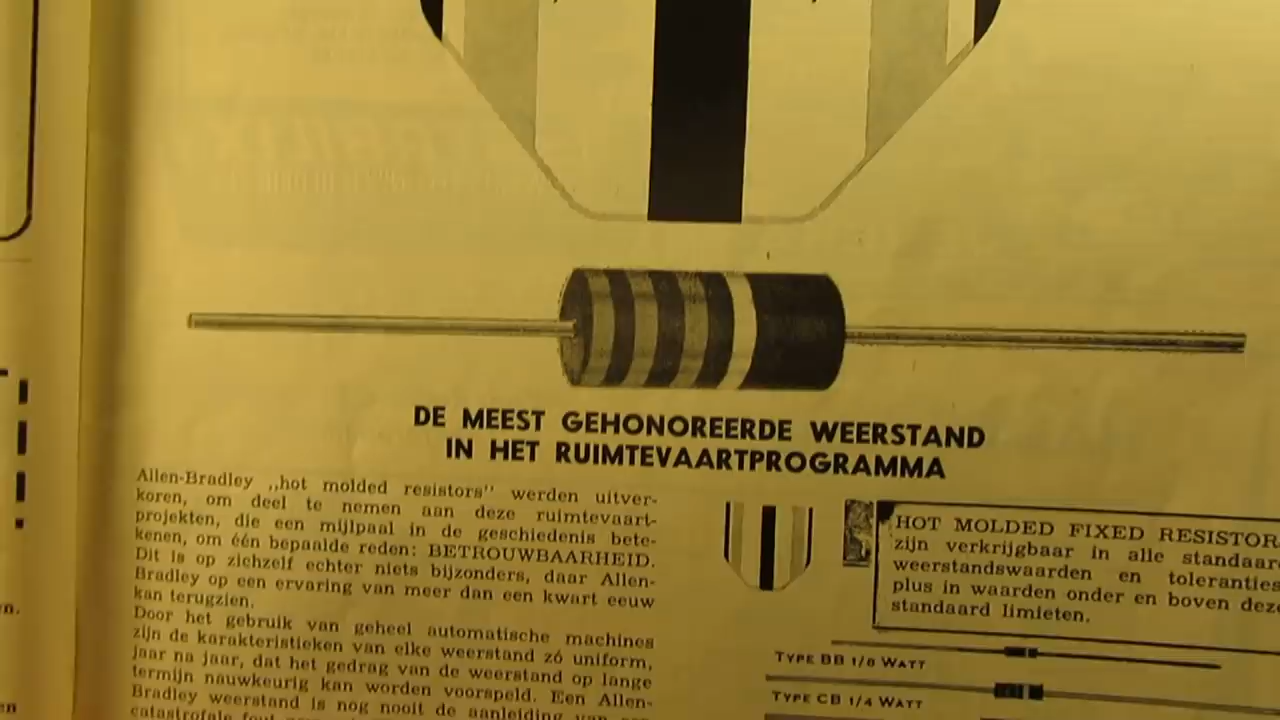 DE MEEST GEHONOREERDE WEERSTAND
IN HET RUIMTEVAARTPROGRAMMA
Allen-Bradley „hot molded resistors” werden uitver-
koren, om deel te nemen aan deze ruimtevaart-
projekten, die een mijlpaal in de geschiedenis bete-
kenen, om één bepaalde reden: BETROUWBAARHEID.
Dit is op zichzelf echter niets bijzonders, daar Allen-
Bradley op een ervaring van meer dan een kwart eeuw
kan terugzien.
Door het gebruik van geheel automatische machines
zijn de karakteristieken van elke weerstand zó uniform,
jaar na jaar, dat het gedrag van de weerstand op lange
termijn nauwkeurig kan worden voorspeld. Een Allen-
Bradley weerstand is nog nooit de aanleiding van een
catastrofale fout
HOT MOLDED FIXED RESISTOR
zijn verkrijgbaar in alle standaar
weerstandswaarden en toleranties
plus in waarden onder en boven deze
standaard limieten.
TYPE BB 1/8 WATT
TYPE CB 1/4 WATT
en.
en